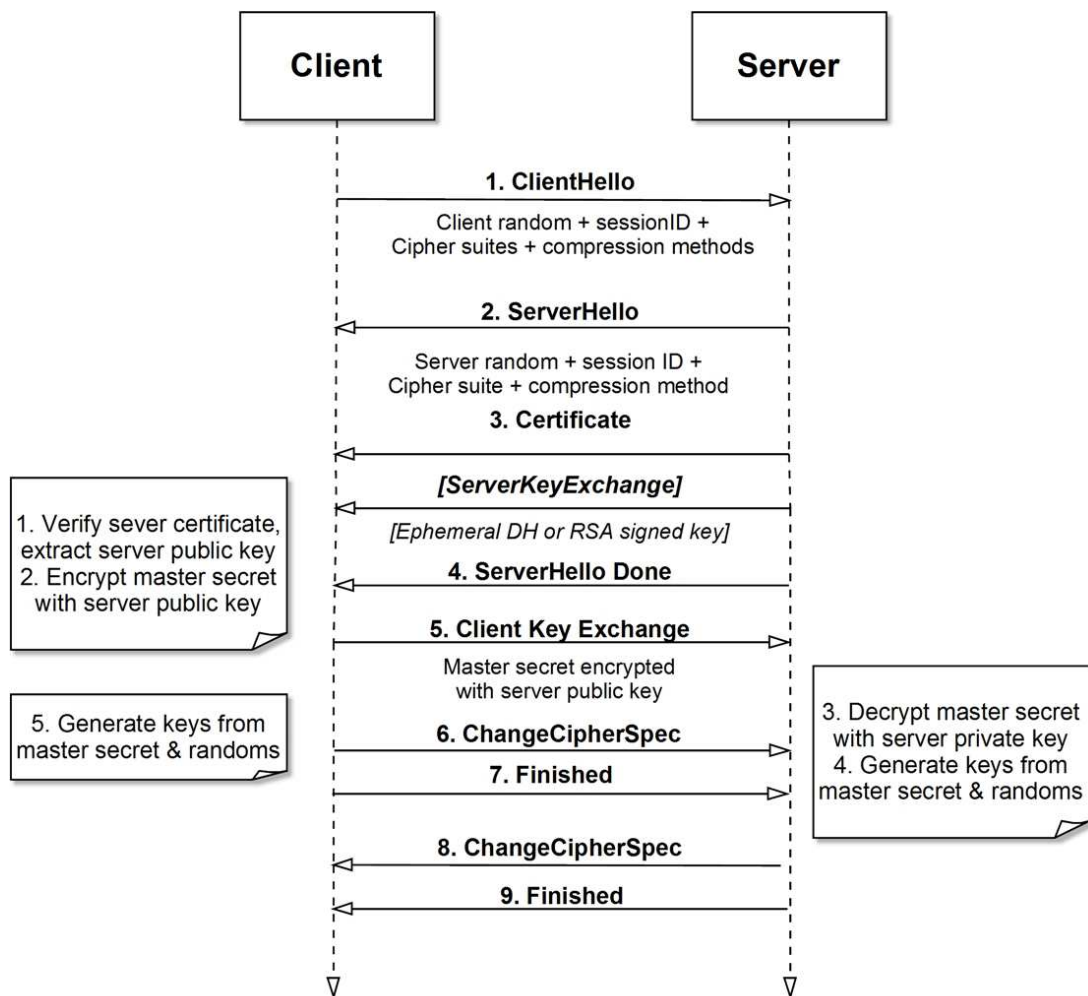 Client
Server
1. ClientHello
Client random + sessionID +
Cipher suites + compression methods
2. ServerHello
Server random + session ID +
Cipher suite + compression method
3. Certificate
[ServerKeyExchange]
[Ephemeral DH or RSA signed key]
1. Verify sever certificate,
extract server public key
2. Encrypt master secret
with server public key
4. ServerHello Done
5. Client Key Exchange
Master secret encrypted
with server public key
5. Generate keys from
master secret & randoms
3. Decrypt master secret
with server private key
4. Generate keys from
master secret & randoms
6. ChangeCipherSpec
7. Finished
8. ChangeCipherSpec
9. Finished